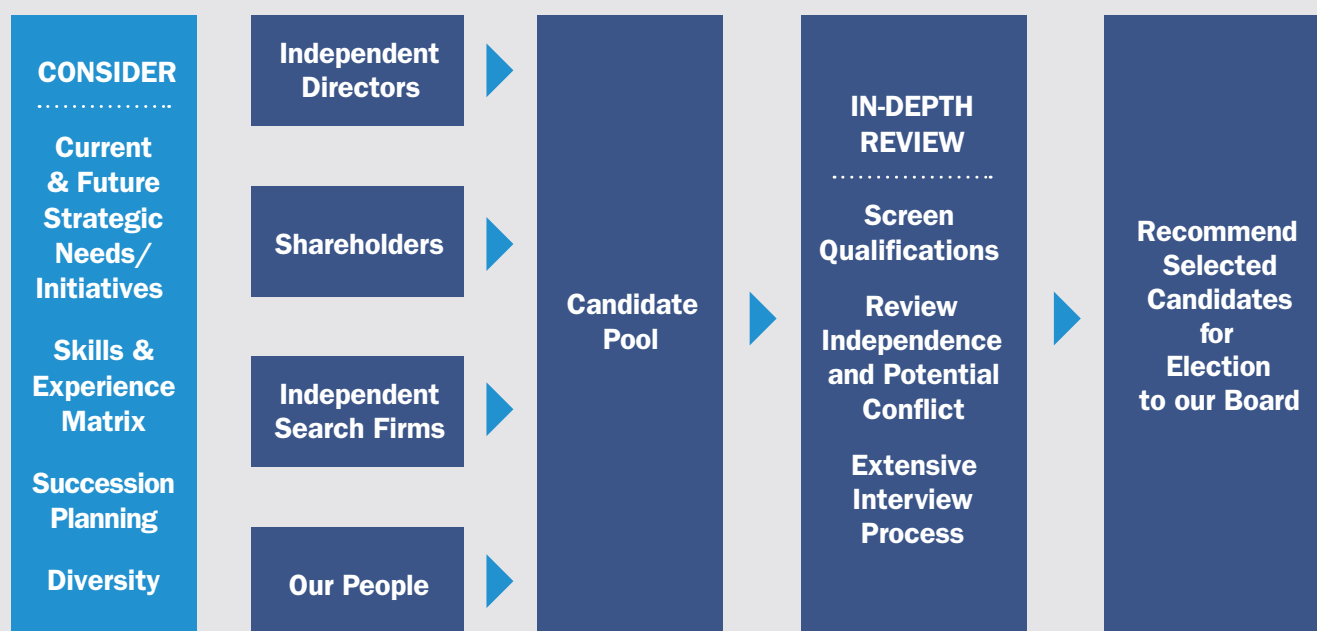 CONSIDER
Current
& Future
Strategic
Needs/
Initiatives
Skills &
Experience
Matrix
Succession
Planning
Diversity
Independent
Directors
Shareholders
Independent
Search Firms
Our People
Candidate
Pool
IN-DEPTH
REVIEW
Screen
Qualifications
Review
Independence
and Potential
Conflict
Extensive
Interview
Process
Recommend
Selected
Candidates
for
Election
to our Board